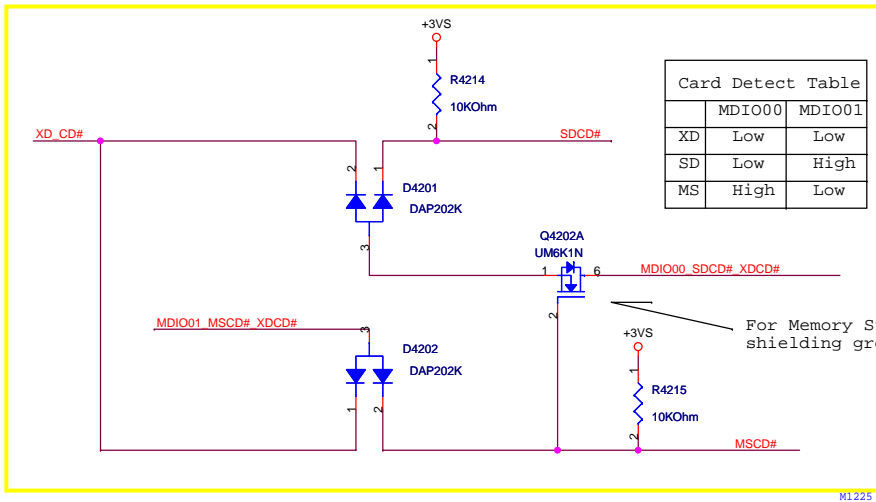 +3VS
1
R4214
10KOhm
2
XD_CD#
SDCD#
Card Detect Table
MDIO00 MDIO01
XD Low Low
SD Low High
MS High Low
2
1
D4201
DAP202K
3
Q4202A
UM6K1N
1
6
MDIO00_SDCD#_XDCD#
2
MDIO01_MSCD#_XDCD#
3
D4202
DAP202K
1
2
For Memory
shielding
+3VS
1
R4215
10KOhm
2
MSCD#
M1225